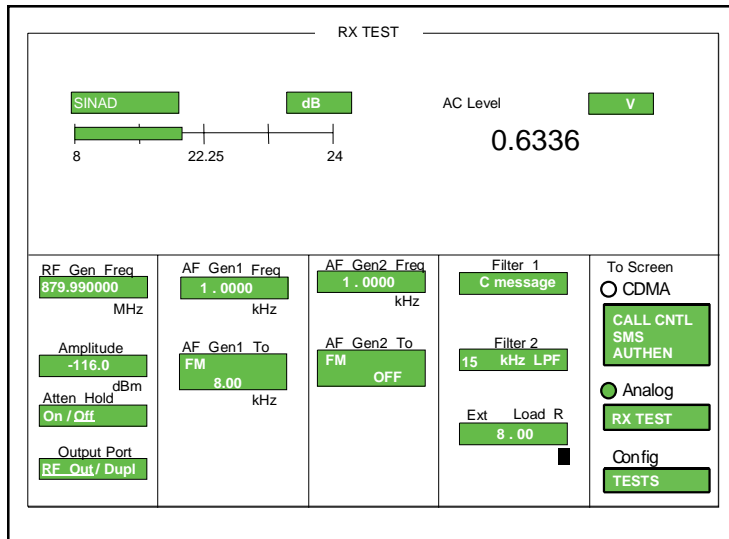 RX TEST
SINAD
dB
AC Level
V
0.6336
8
22.25
24
RF Gen Freq
879.990000
MHz
Amplitude
-116.0
dBm
Atten Hold
On / Off
Output Port
RF Out / Dupl
AF Gen1 Freq
1.0000
kHz
AF Gen1 To
FM
8.00
kHz
AF Gen2 Freq
1.0000
kHz
AF Gen2 To
FM
OFF
Filter 1
C message
Filter 2
15 kHz LPF
Ext Load R
8.00
To Screen
CDMA
CALL CNTL
SMS
AUTHEN
Analog
RX TEST
Config
TESTS